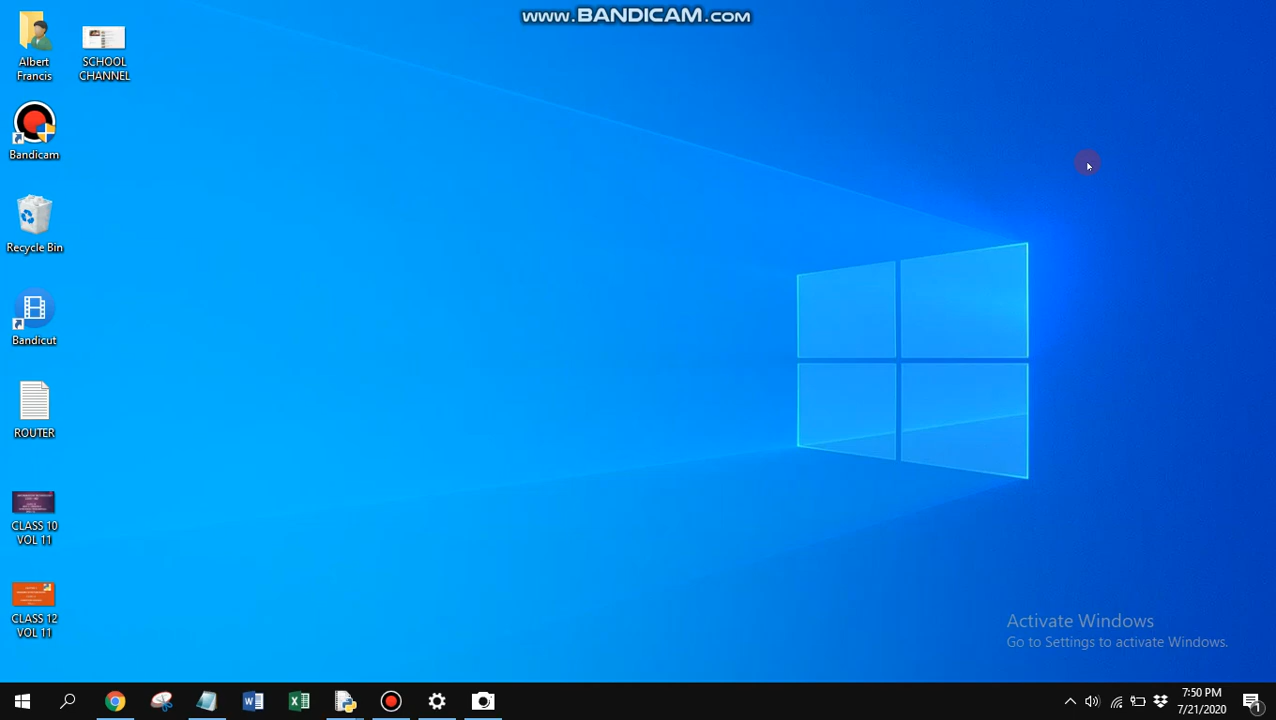 www.BANDICAM.com
Albert
Francis
SCHOOL
CHANNEL
Bandicam
Recycle Bin
Bandicut
ROUTER
CLASS 10
VOL 11
CLASS 12
VOL 11
Activate Windows
Go to Settings to activate Windows.
7:50 PM
7/21/2020
1